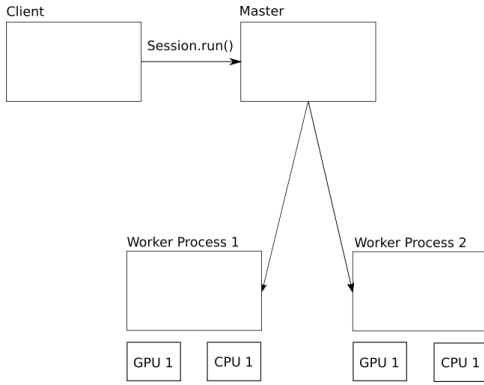 Client
Master
Session.run()
Worker Process 1
Worker Process 2
GPU 1
CPU 1
GPU 1
CPU 1